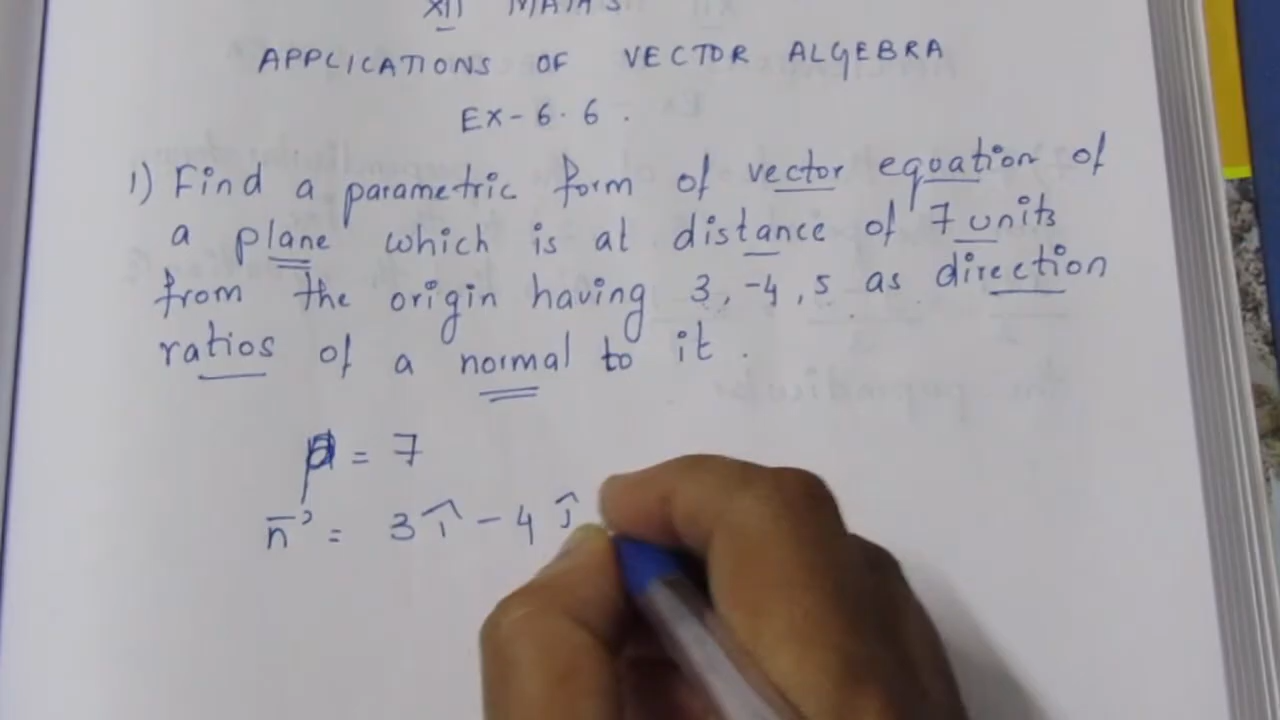 XII MATHS
APPLICATIONS OF VECTOR ALGEBRA
EX-6.6.
1) Find a parametric form of vector equation of
a plane which is at distance of 7 units
from the origin having 3, -4, 5 as direction
ratios of a normal to it.
p = 7
n⃗ = 3î - 4ĵ